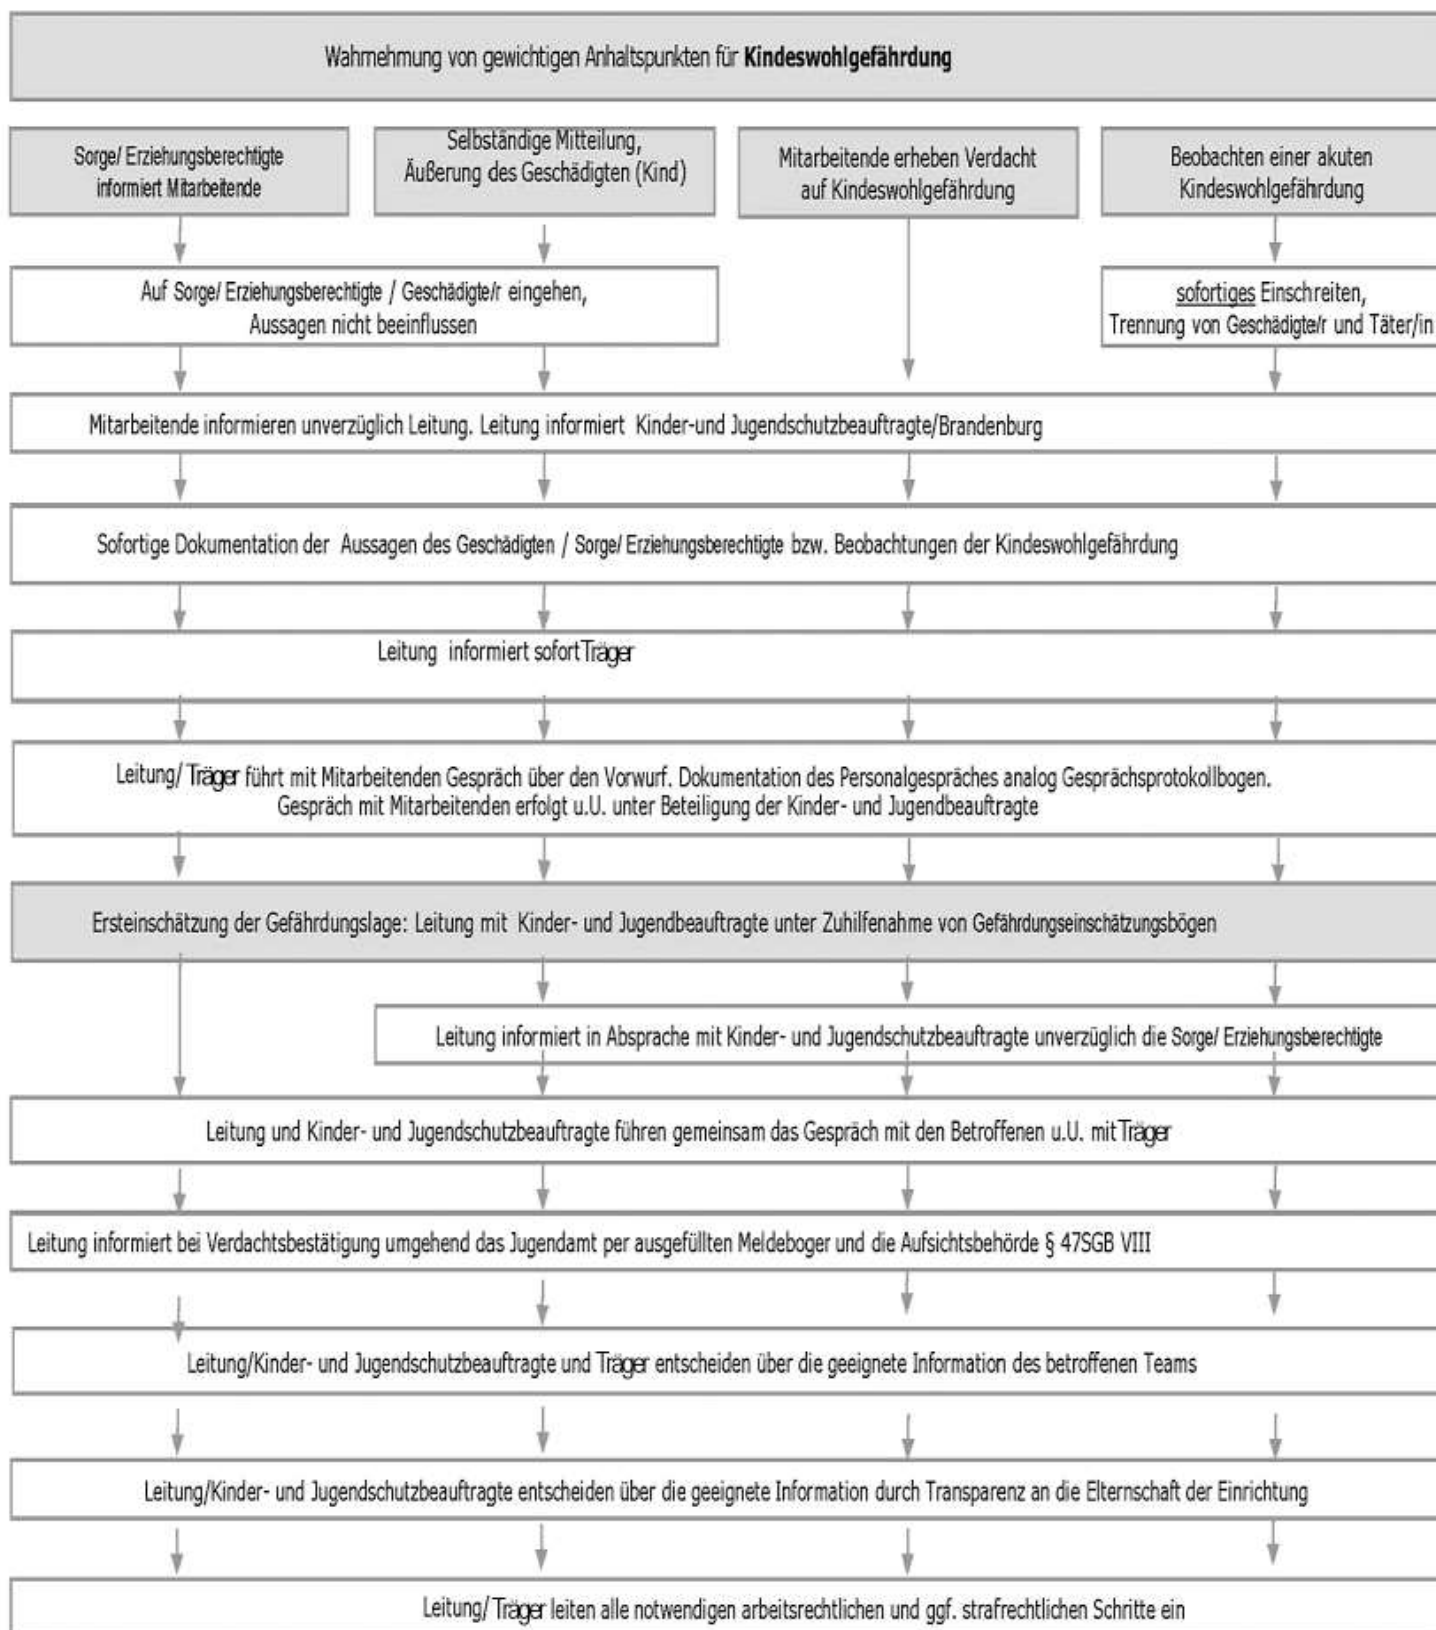 Wahrnehmung von gewichtigen Anhaltspunkten für Kindeswohlgefährdung
Sorge/ Erziehungsberechtigte
informiert Mitarbeitende
Selbständige Mitteilung,
Äußerung des Geschädigten (Kind)
Mitarbeitende erheben Verdacht
auf Kindeswohlgefährdung
Beobachten einer akuten
Kindeswohlgefährdung
Auf Sorge/ Erziehungsberechtigte / Geschädigte/r eingehen,
Aussagen nicht beeinflussen
sofortiges Einschreiten,
Trennung von Geschädigte/r und Täter/in
Mitarbeitende informieren unverzüglich Leitung. Leitung informiert Kinder-und Jugendschutzbeauftragte/Brandenburg
Sofortige Dokumentation der Aussagen des Geschädigten / Sorge/ Erziehungsberechtigte bzw. Beobachtungen der Kindeswohlgefährdung
Leitung informiert sofort Träger
Leitung/ Träger führt mit Mitarbeitenden Gespräch über den Vorwurf. Dokumentation des Personalgespräches analog Gesprächsprotokollbogen.
Gespräch mit Mitarbeitenden erfolgt u.U. unter Beteiligung der Kinder- und Jugendbeauftragte
Ersteinschätzung der Gefährdungslage: Leitung mit Kinder- und Jugendbeauftragte unter Zuhilfenahme von Gefährdungseinschätzungsbögen
Leitung informiert in Absprache mit Kinder- und Jugendschutzbeauftragte unverzüglich die Sorge/ Erziehungsberechtigte
Leitung und Kinder- und Jugendschutzbeauftragte führen gemeinsam das Gespräch mit den Betroffenen u.U. mit Träger
Leitung informiert bei Verdachtsbestätigung umgehend das Jugendamt per ausgefüllten Meldeboger und die Aufsichtsbehörde § 47SGB VIII
Leitung/Kinder- und Jugendschutzbeauftragte und Träger entscheiden über die geeignete Information des betroffenen Teams
Leitung/Kinder- und Jugendschutzbeauftragte entscheiden über die geeignete Information durch Transparenz an die Elternschaft der Einrichtung
Leitung/ Träger leiten alle notwendigen arbeitsrechtlichen und ggf. strafrechtlichen Schritte ein